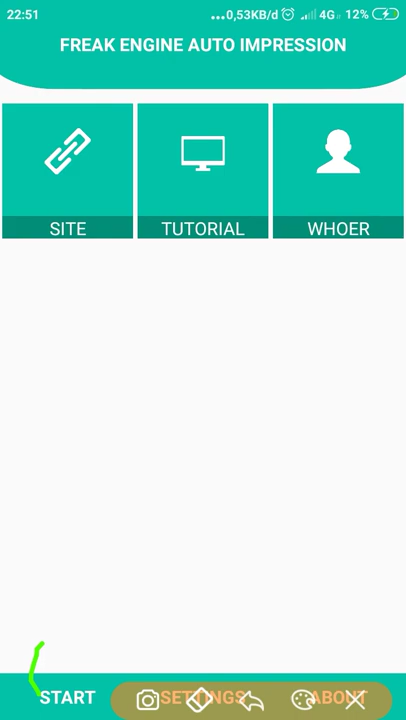 22:51 ...0,53KB/d 4G 12%
FREAK ENGINE AUTO IMPRESSION
SITE TUTORIAL WHOER
START SETTINGS ABOUT